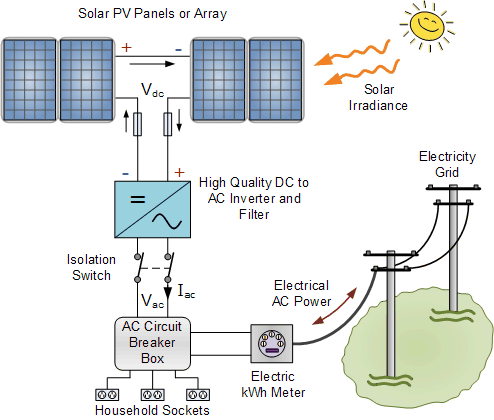 Solar PV Panels or Array
+ -
Vdc
Solar
Irradiance
- +
High Quality DC to
AC Inverter and
Filter
Electricity
Grid
Isolation
Switch
Vac
Iac
Electrical
AC Power
AC Circuit
Breaker
Box
Electric
kWh Meter
Household Sockets